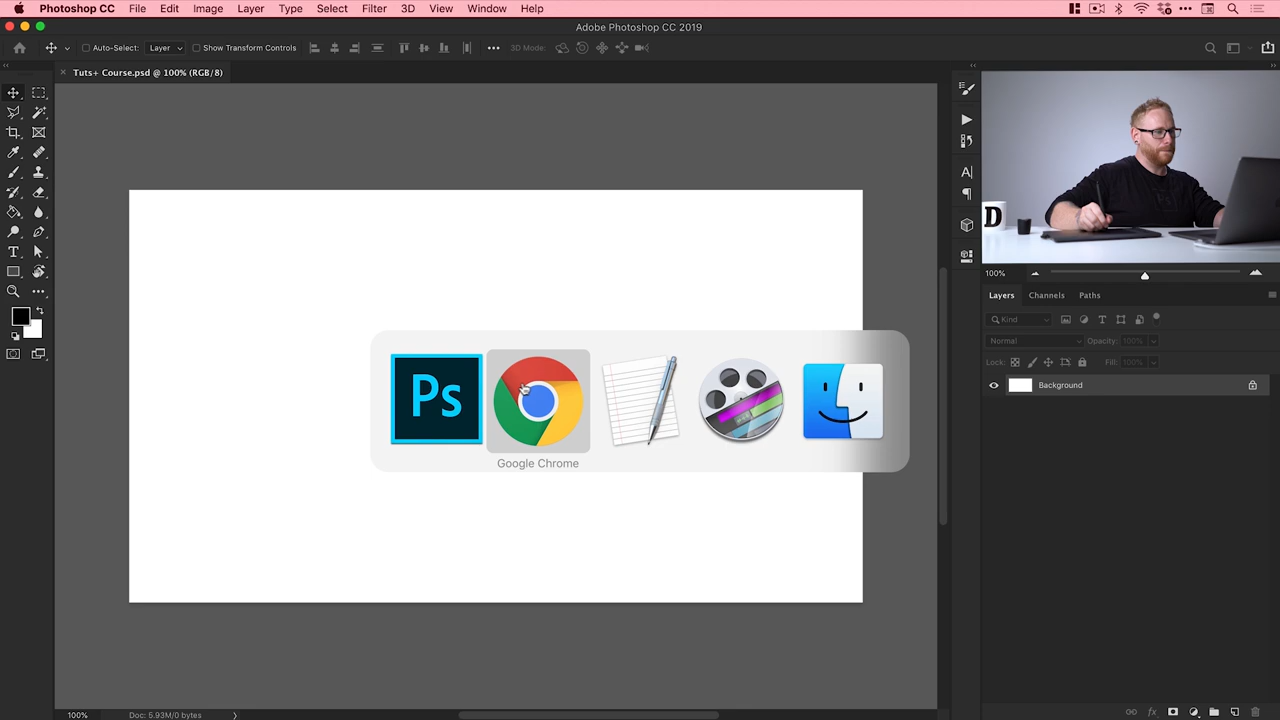 Photoshop CC File Edit Image Layer Type Select Filter 3D View Window Help
Adobe Photoshop CC 2019
Auto-Select: Layer Show Transform Controls 3D Mode:
Tuts+ Course.psd @ 100% (RGB/8)
D
100%
Layers Channels Paths
Kind
Normal Opacity: 100%
Lock: Fill: 100%
Background
Ps
Google Chrome
100% Doc: 5.93M/0 bytes